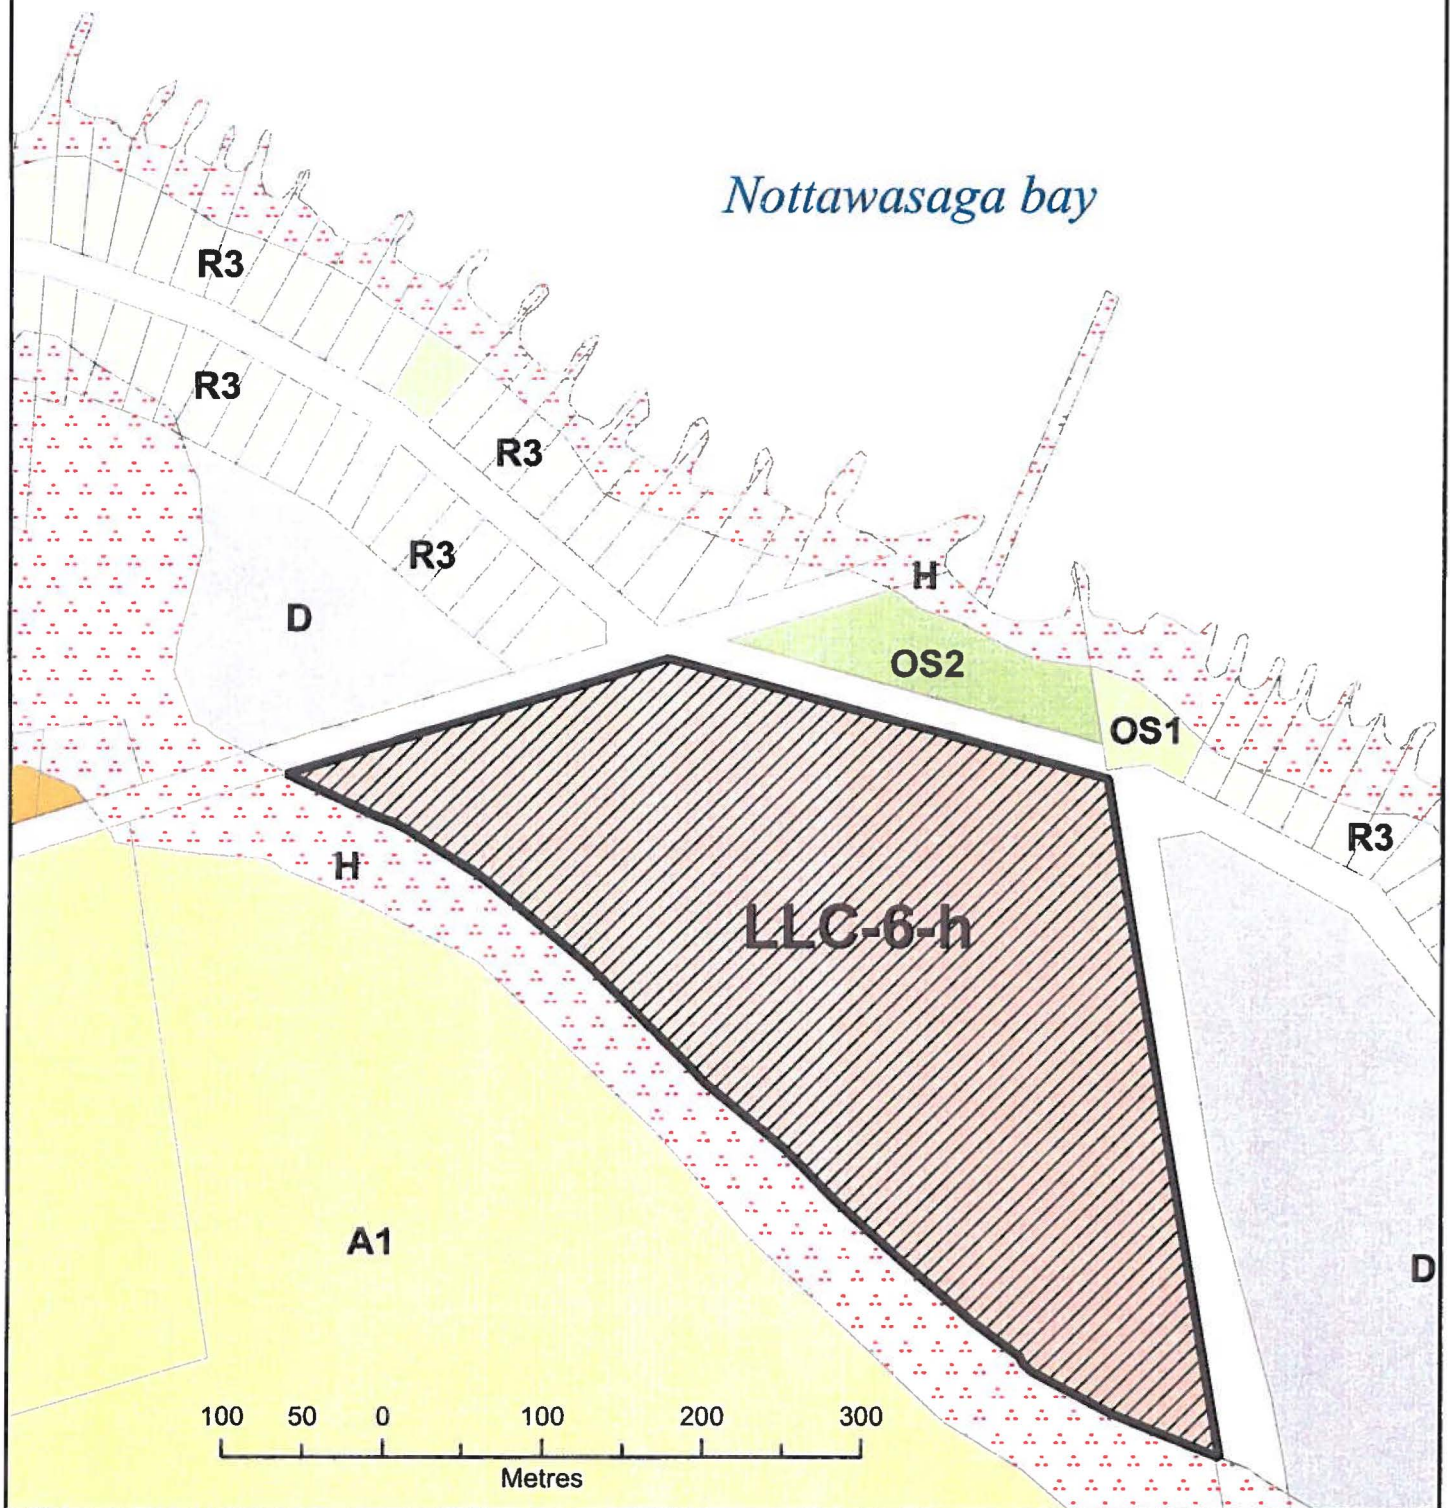 Nottawasaga bay
R3
R3
R3
R3
H
D
OS2
OS1
R3
H
LLC-6-h
A1
D
100 50 0 100 200 300
Metres